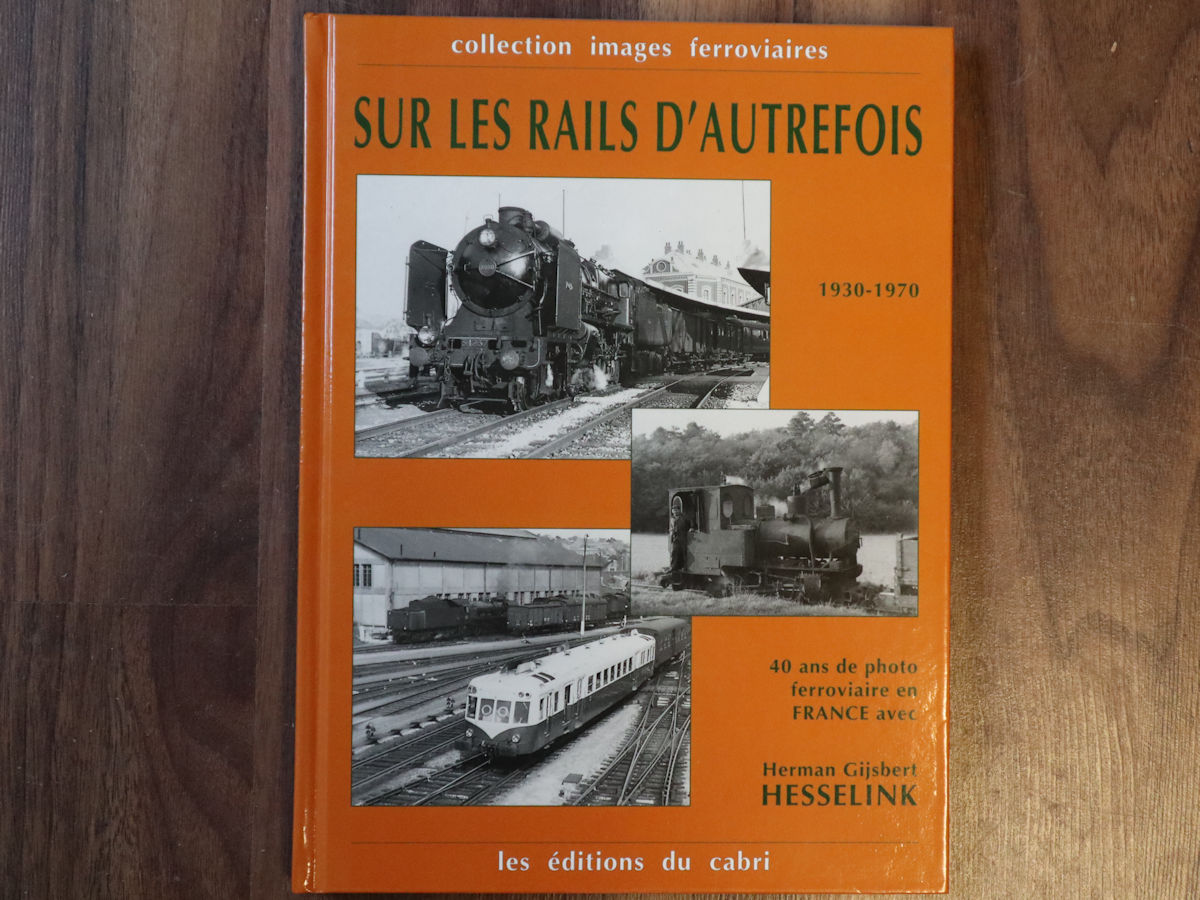 collection images ferroviaires
SUR LES RAILS D'AUTREFOIS
1930-1970
40 ans de photo
ferroviaire en
FRANCE avec
Herman Gijsbert
HESSELINK
les éditions du cabri